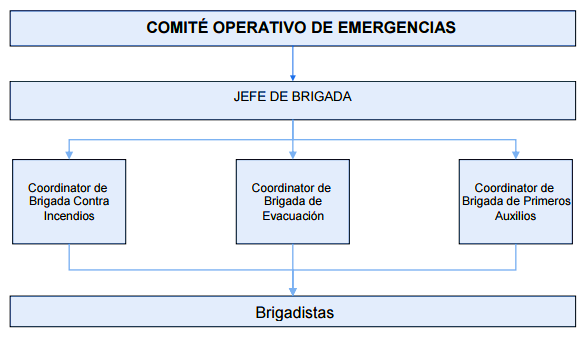 COMITÉ OPERATIVO DE EMERGENCIAS
JEFE DE BRIGADA
Coordinator de
Brigada Contra
Incendios
Coordinator de
Brigada de
Evacuación
Coordinator de
Brigada de Primeros
Auxilios
Brigadistas